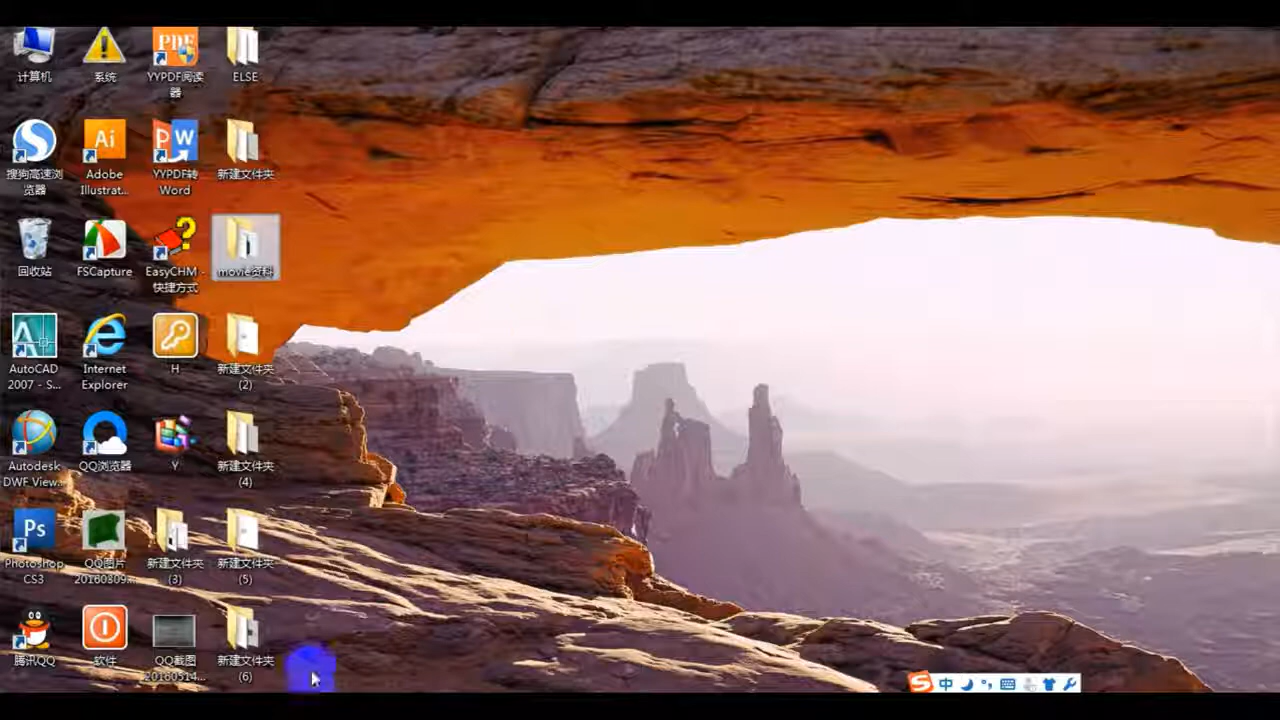 计算机
系统
PDF
YYPDF阅读
器
ELSE
搜狗高速浏
览器
Ai
Adobe
Illustrat...
P W
YYPDF转
Word
新建文件夹
回收站
FSCapture
EasyCHM -
快捷方式
movie资料
AutoCAD
2007 - S...
Internet
Explorer
H
新建文件夹
(2)
Autodesk
DWF View...
QQ浏览器
Y
新建文件夹
(4)
Ps
Photoshop
CS3
QQ图片
20160309...
新建文件夹
(3)
新建文件夹
(5)
腾讯QQ
软件
QQ截图
20160514...
新建文件夹
(6)
S 中